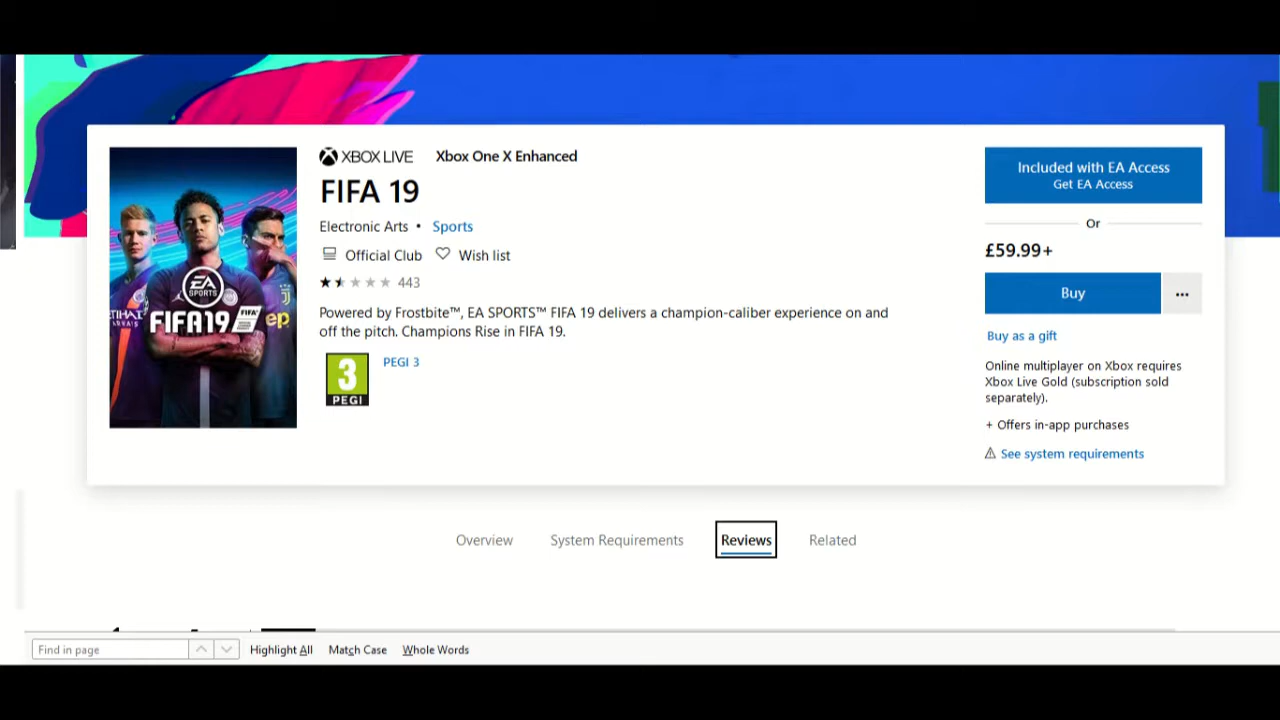 XBOX LIVE Xbox One X Enhanced
FIFA 19
Electronic Arts • Sports
Official Club Wish list
443
Powered by Frostbite™, EA SPORTS™ FIFA 19 delivers a champion-caliber experience on and
off the pitch. Champions Rise in FIFA 19.
3
PEGI
PEGI 3
EA
SPORTS
FIFA19
FIFA
ep
Included with EA Access
Get EA Access
Or
£59.99+
Buy
Buy as a gift
Online multiplayer on Xbox requires
Xbox Live Gold (subscription sold
separately).
+ Offers in-app purchases
See system requirements
Overview System Requirements Reviews Related
Find in page Highlight All Match Case Whole Words